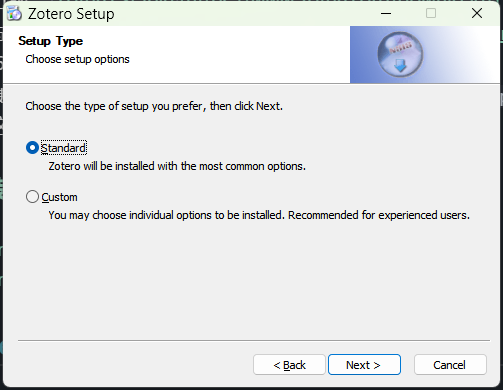 Zotero Setup
Setup Type
Choose setup options
Choose the type of setup you prefer, then click Next.
Standard
Zotero will be installed with the most common options.
Custom
You may choose individual options to be installed. Recommended for experienced users.
< Back
Next >
Cancel